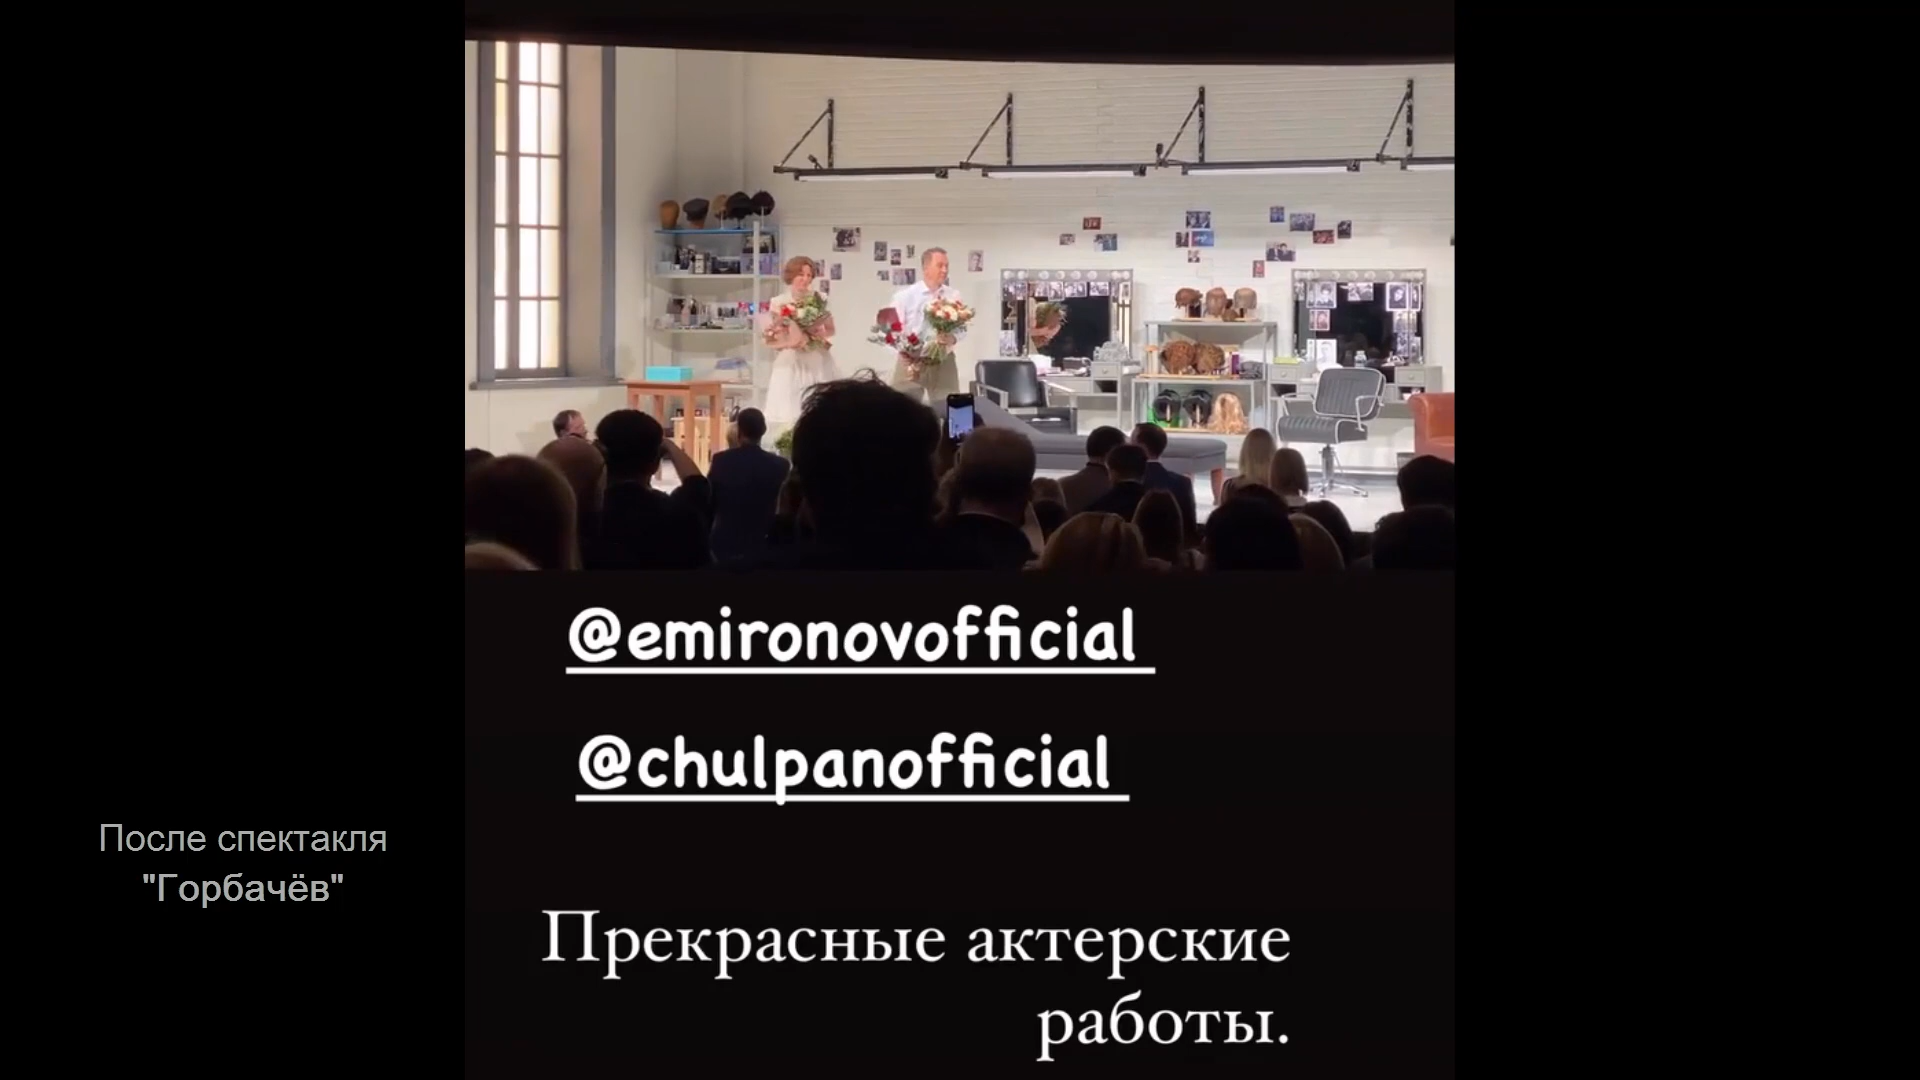 @emironovofficial
@chulpanofficial
После спектакля
"Горбачёв"
Прекрасные актерские
работы.